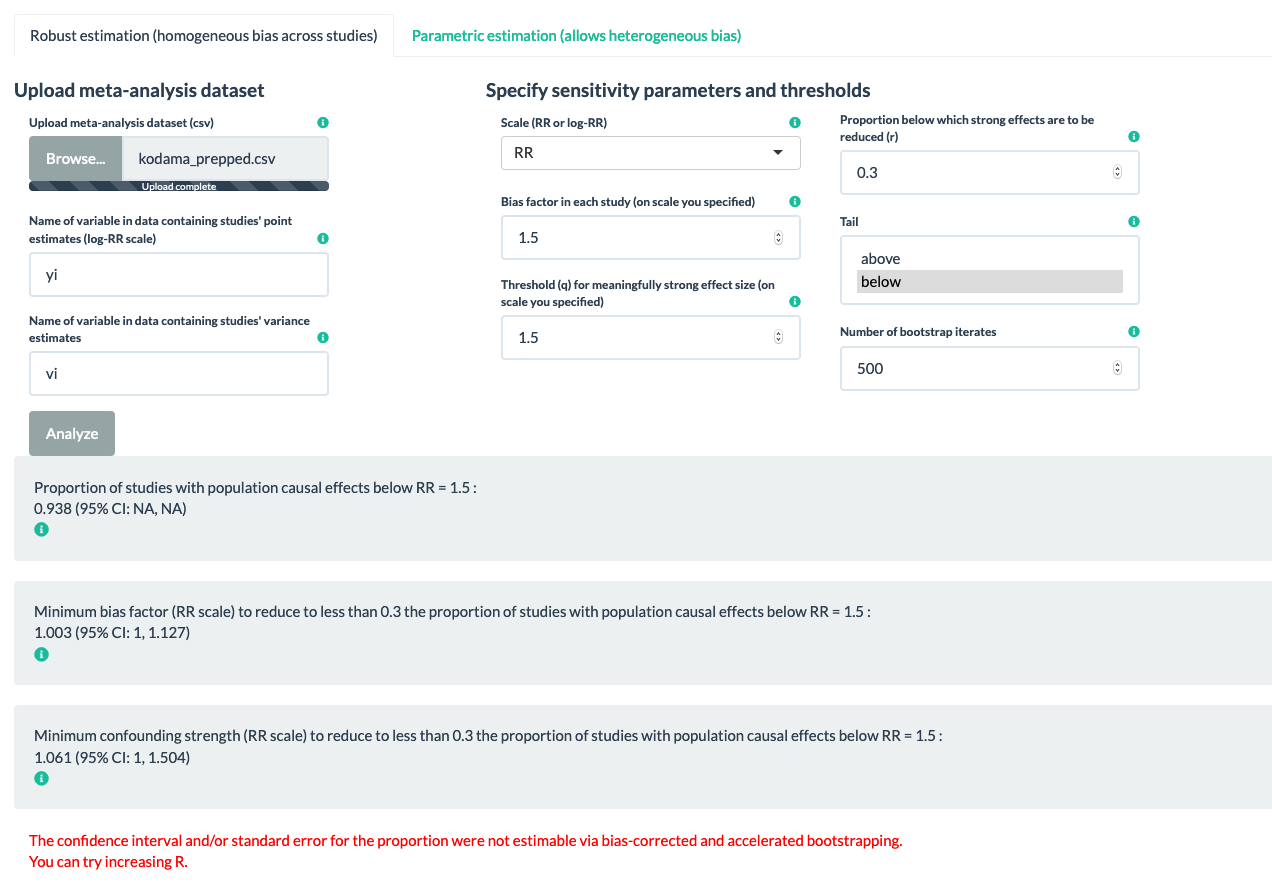 Robust estimation (homogeneous bias across studies)
Parametric estimation (allows heterogeneous bias)
Upload meta-analysis dataset
Upload meta-analysis dataset (csv)
Browse...
kodama_prepped.csv
Upload complete
Name of variable in data containing studies' point
estimates (log-RR scale)
yi
Name of variable in data containing studies' variance
estimates
vi
Analyze
Specify sensitivity parameters and thresholds
Scale (RR or log-RR)
RR
Bias factor in each study (on scale you specified)
1.5
Threshold (q) for meaningfully strong effect size (on
scale you specified)
1.5
Proportion below which strong effects are to be
reduced (r)
0.3
Tail
above
below
Number of bootstrap iterates
500
Proportion of studies with population causal effects below RR = 1.5 :
0.938 (95% CI: NA, NA)
Minimum bias factor (RR scale) to reduce to less than 0.3 the proportion of studies with population causal effects below RR = 1.5 :
1.003 (95% CI: 1, 1.127)
Minimum confounding strength (RR scale) to reduce to less than 0.3 the proportion of studies with population causal effects below RR = 1.5 :
1.061 (95% CI: 1, 1.504)
The confidence interval and/or standard error for the proportion were not estimable via bias-corrected and accelerated bootstrapping.
You can try increasing R.